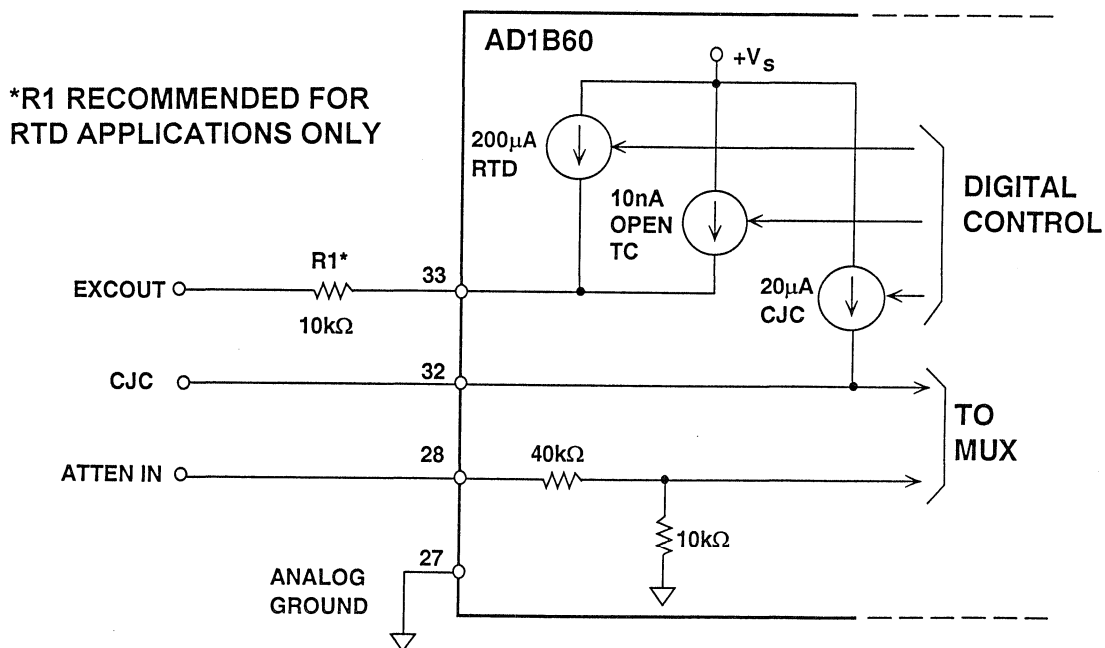 AD1B60
+VS
*R1 RECOMMENDED FOR
RTD APPLICATIONS ONLY
200μA
RTD
10nA
OPEN
TC
DIGITAL
CONTROL
R1*
33
EXCOUT
10kΩ
20μA
CJC
CJC
32
TO
MUX
ATTEN IN
28
40kΩ
10kΩ
27
ANALOG
GROUND